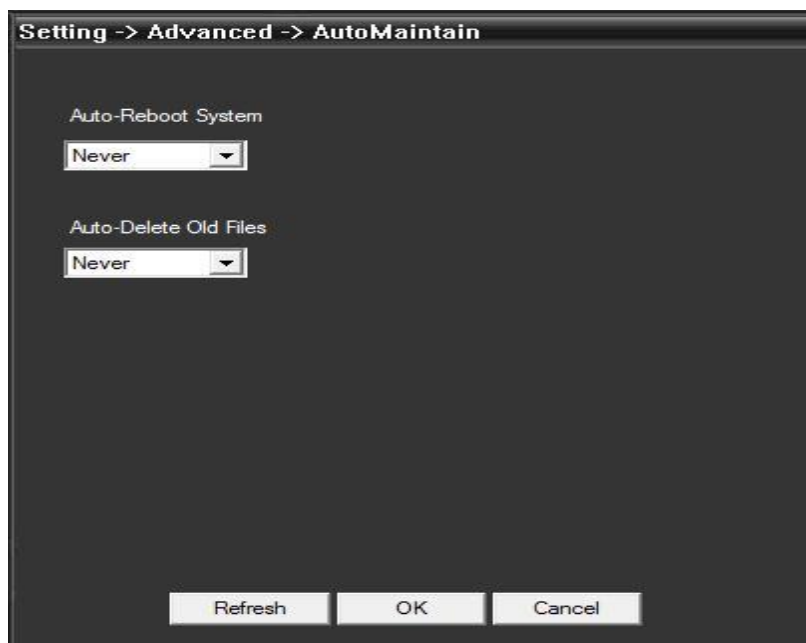 Setting -> Advanced -> AutoMaintain
Auto-Reboot System
Never
Auto-Delete Old Files
Never
Refresh OK Cancel